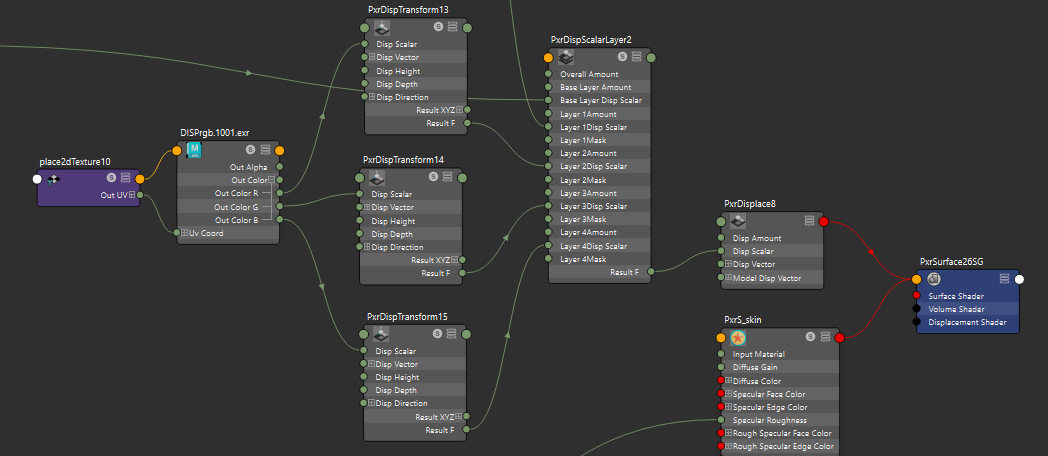 place2dTexture10
Out UV
DISPrgb.1001.exr
Out Alpha
Out Color
Out Color R
Out Color G
Out Color B
Uv Coord
PxrDispTransform13
Disp Scalar
Disp Vector
Disp Height
Disp Depth
Disp Direction
Result XYZ
Result F
PxrDispTransform14
Disp Scalar
Disp Vector
Disp Height
Disp Depth
Disp Direction
Result XYZ
Result F
PxrDispTransform15
Disp Scalar
Disp Vector
Disp Height
Disp Depth
Disp Direction
Result XYZ
Result F
PxrDispScalarLayer2
Overall Amount
Base Layer Amount
Base Layer Disp Scalar
Layer 1Amount
Layer 1Disp Scalar
Layer 1Mask
Layer 2Amount
Layer 2Disp Scalar
Layer 2Mask
Layer 3Amount
Layer 3Disp Scalar
Layer 3Mask
Layer 4Amount
Layer 4Disp Scalar
Layer 4Mask
Result F
PxrDisplace8
Disp Amount
Disp Scalar
Disp Vector
Model Disp Vector
PxrS_skin
Input Material
Diffuse Gain
Diffuse Color
Specular Face Color
Specular Edge Color
Specular Roughness
Rough Specular Face Color
Rough Specular Edge Color
PxrSurface26SG
Surface Shader
Volume Shader
Displacement Shader